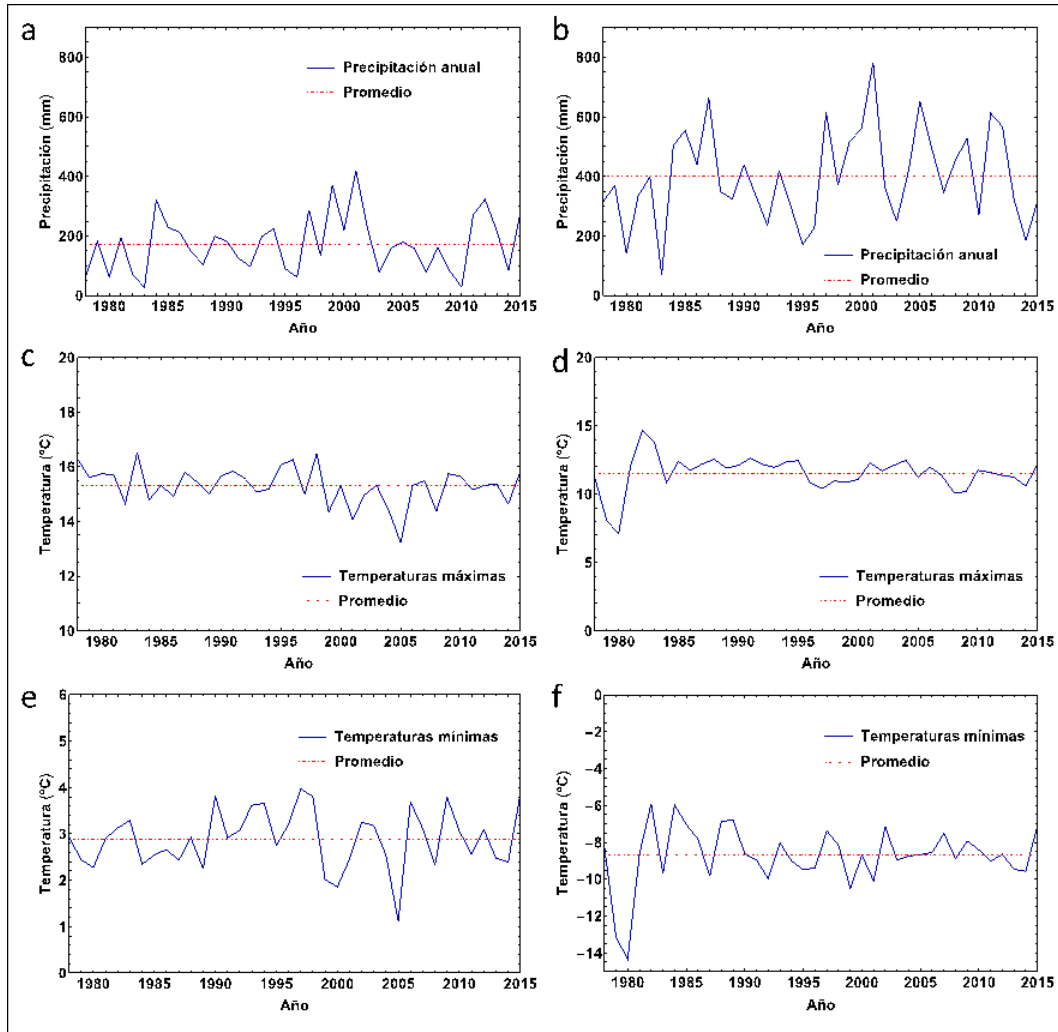 a
800
600
400
200
0
Precipitación (mm)
Precipitación anual
Promedio
1980 1985 1990 1995 2000 2005 2010 2015
Año
b
800
600
400
200
0
Precipitación (mm)
Precipitación anual
Promedio
1980 1985 1990 1995 2000 2005 2010 2015
Año
c
20
18
16
14
12
10
Temperatura (°C)
Temperaturas máximas
Promedio
1980 1985 1990 1995 2000 2005 2010 2015
Año
d
20
15
10
5
0
Temperatura (°C)
Temperaturas máximas
Promedio
1980 1985 1990 1995 2000 2005 2010 2015
Año
e
6
5
4
3
2
1
0
Temperatura (°C)
Temperaturas mínimas
Promedio
1980 1985 1990 1995 2000 2005 2010 2015
Año
f
0
−2
−4
−6
−8
−10
−12
−14
Temperatura (°C)
Temperaturas mínimas
Promedio
1980 1985 1990 1995 2000 2005 2010 2015
Año